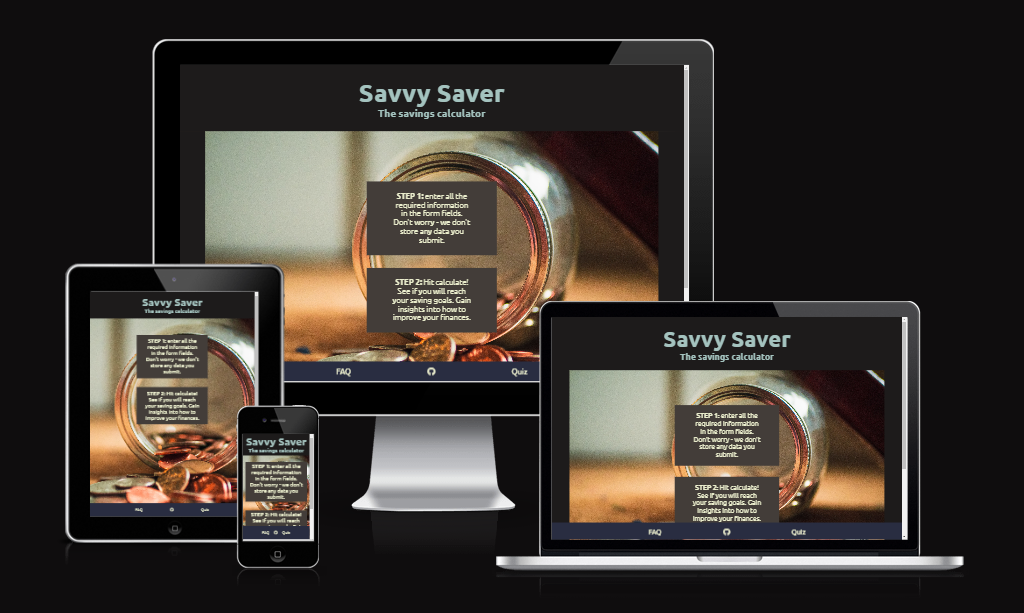 Savvy Saver
The savings calculator
STEP 1: enter all the
required information
in the form fields.
Don't worry - we don't
store any data you
submit.
STEP 2: Hit calculate!
See if you will reach
your saving goals. Gain
insights into how to
improve your finances.
FAQ
Quiz
Savvy Saver
The savings calculator
STEP 1: enter all the
required information
in the form fields.
Don't worry - we don't
store any data you
submit.
STEP 2: Hit calculate!
See if you will reach
your saving goals. Gain
insights into how to
improve your finances.
FAQ
Quiz
Savvy Saver
The savings calculator
STEP 1: enter all the
required information
in the form fields.
Don't worry - we don't
store any data you
submit.
STEP 2: Hit calculate!
See if you will reach
FAQ
Quiz
Savvy Saver
The savings calculator
STEP 1: enter all the
required information
in the form fields.
Don't worry - we don't
store any data you
submit.
STEP 2: Hit calculate!
See if you will reach
your saving goals. Gain
insights into how to
improve your finances.
FAQ
Quiz